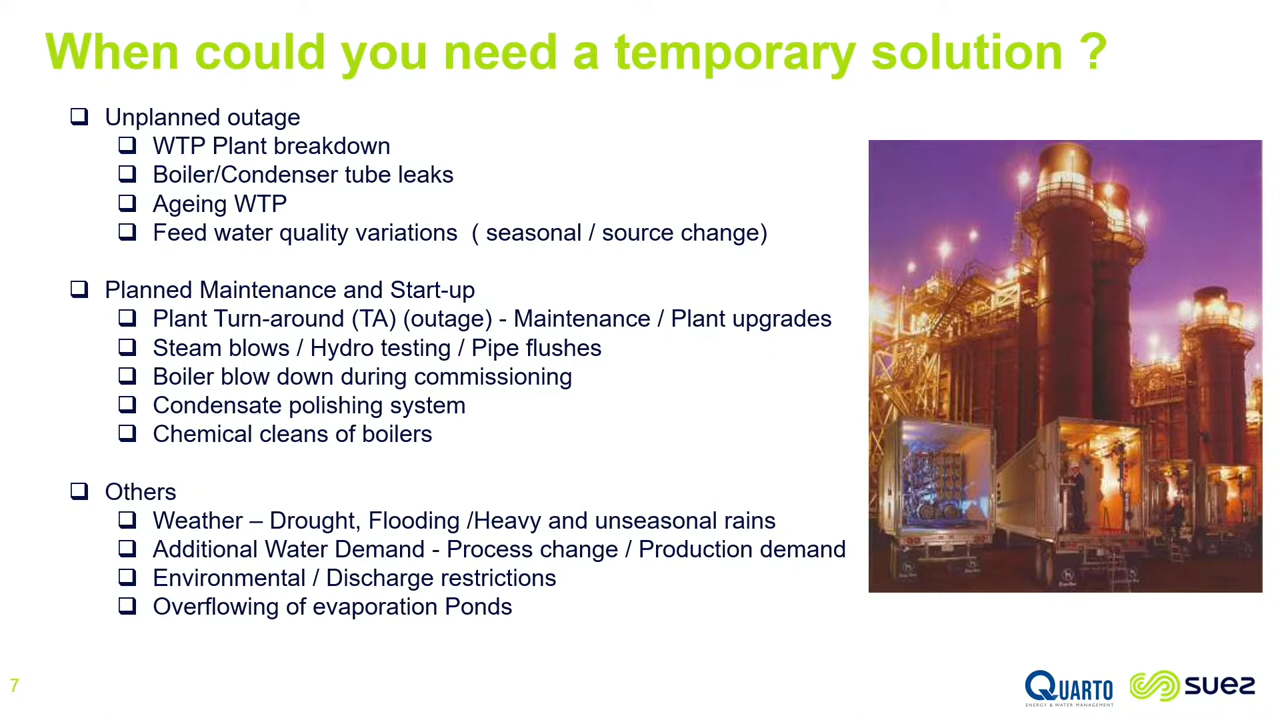 When could you need a temporary solution ?
Unplanned outage
WTP Plant breakdown
Boiler/Condenser tube leaks
Ageing WTP
Feed water quality variations ( seasonal / source change)
Planned Maintenance and Start-up
Plant Turn-around (TA) (outage) - Maintenance / Plant upgrades
Steam blows / Hydro testing / Pipe flushes
Boiler blow down during commissioning
Condensate polishing system
Chemical cleans of boilers
Others
Weather – Drought, Flooding /Heavy and unseasonal rains
Additional Water Demand - Process change / Production demand
Environmental / Discharge restrictions
Overflowing of evaporation Ponds
7
QUARTO
ENERGY & WATER MANAGEMENT
suez